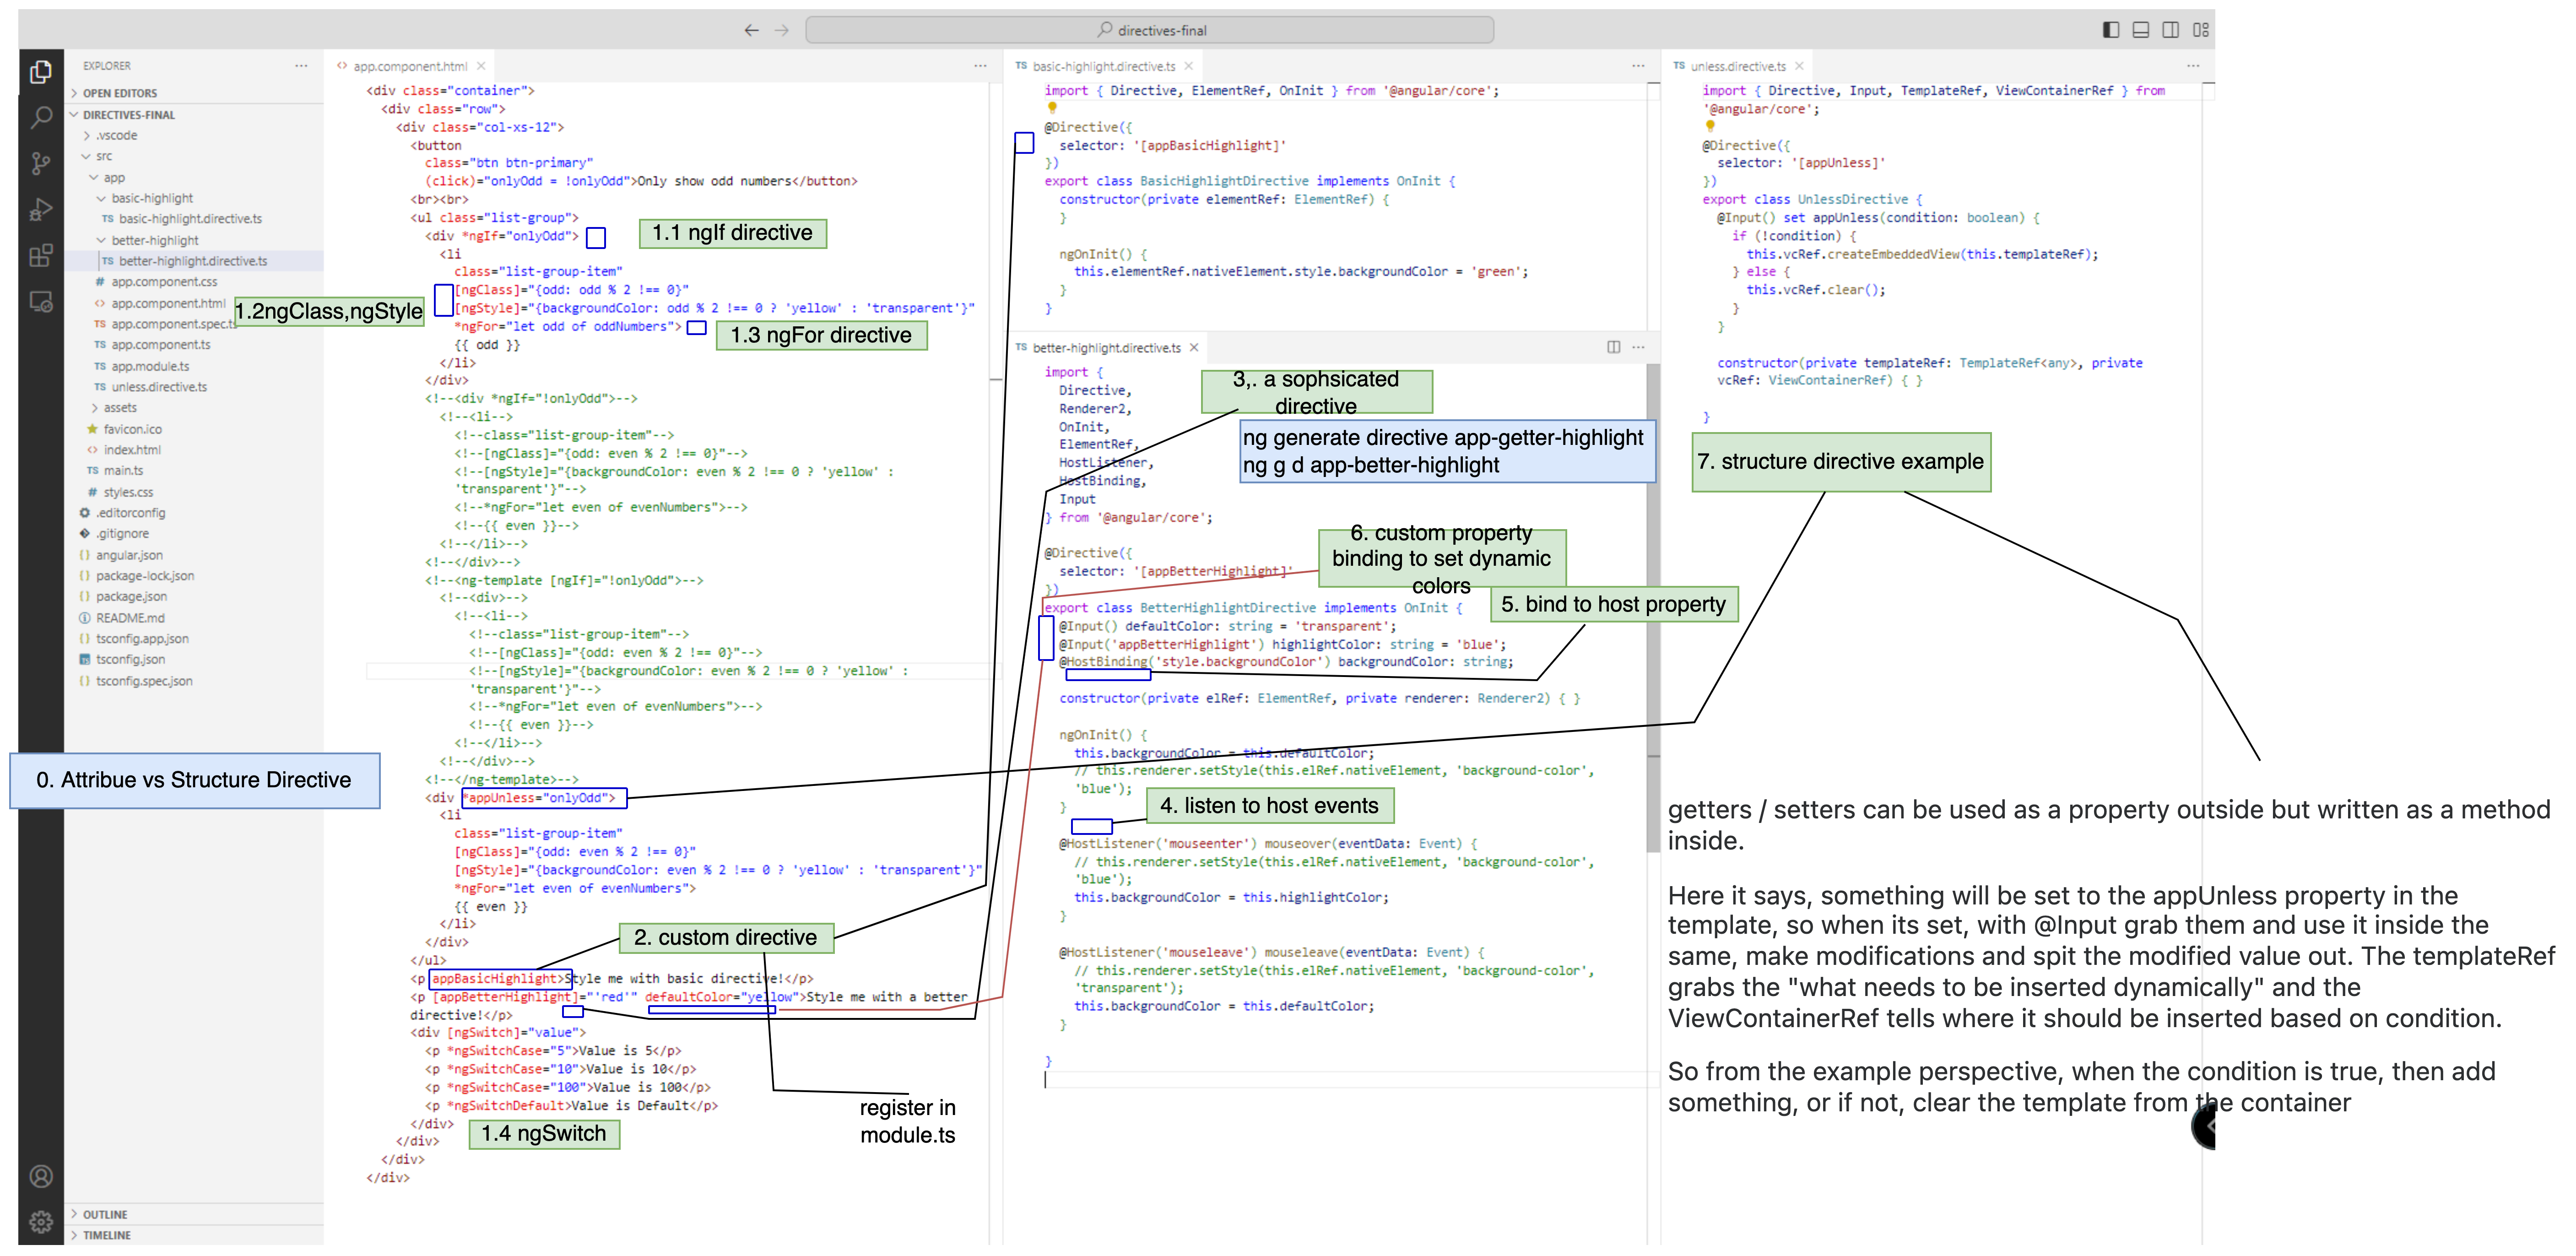 directives-final
EXPLORER
OPEN EDITORS
DIRECTIVES-FINAL
.vscode
src
app
basic-highlight
TS basic-highlight.directive.ts
better-highlight
TS better-highlight.directive.ts
# app.component.css
<> app.component.html
TS app.component.spec.ts
TS app.component.ts
TS app.module.ts
TS unless.directive.ts
assets
favicon.ico
<> index.html
TS main.ts
# styles.css
.editorconfig
.gitignore
{} angular.json
{} package-lock.json
{} package.json
README.md
{} tsconfig.app.json
tsconfig.json
{} tsconfig.spec.json
0. Attribue vs Structure Directive
OUTLINE
TIMELINE
<> app.component.html
<div class="container">
<div class="row">
<div class="col-xs-12">
<button
class="btn btn-primary"
(click)="onlyOdd = !onlyOdd">Only show odd numbers</button>
<br><br>
<ul class="list-group">
<div *ngIf="onlyOdd">
1.1 ngIf directive
<li
class="list-group-item"
[ngClass]="{odd: odd % 2 !== 0}"
1.2ngClass,ngStyle
[ngStyle]="{backgroundColor: odd % 2 !== 0 ? 'yellow' : 'transparent'}"
*ngFor="let odd of oddNumbers">
1.3 ngFor directive
{{ odd }}
</li>
</div>
<!--<div *ngIf="!onlyOdd">-->
<!--<li-->
<!--class="list-group-item"-->
<!--[ngClass]="{odd: even % 2 !== 0}"-->
<!--[ngStyle]="{backgroundColor: even % 2 !== 0 ? 'yellow' :
'transparent'}"-->
<!--*ngFor="let even of evenNumbers">-->
<!--{{ even }}-->
<!--</li>-->
<!--</div>-->
<!--<ng-template [ngIf]="!onlyOdd">-->
<!--<div>-->
<!--<li-->
<!--class="list-group-item"-->
<!--[ngClass]="{odd: even % 2 !== 0}"-->
<!--[ngStyle]="{backgroundColor: even % 2 !== 0 ? 'yellow' :
'transparent'}"-->
<!--*ngFor="let even of evenNumbers">-->
<!--{{ even }}-->
<!--</li>-->
<!--</div>-->
<!--</ng-template>-->
<div *appUnless="onlyOdd">
<li
class="list-group-item"
[ngClass]="{odd: even % 2 !== 0}"
[ngStyle]="{backgroundColor: even % 2 !== 0 ? 'yellow' : 'transparent'}"
*ngFor="let even of evenNumbers">
{{ even }}
</li>
</div>
2. custom directive
</ul>
<p appBasicHighlight>Style me with basic directive!</p>
<p [appBetterHighlight]="'red'" defaultColor="yellow">Style me with a better
directive!</p>
<div [ngSwitch]="value">
<p *ngSwitchCase="5">Value is 5</p>
<p *ngSwitchCase="10">Value is 10</p>
<p *ngSwitchCase="100">Value is 100</p>
<p *ngSwitchDefault>Value is Default</p>
register in
module.ts
</div>
1.4 ngSwitch
</div>
</div>
</div>
TS basic-highlight.directive.ts
import { Directive, ElementRef, OnInit } from '@angular/core';
@Directive({
selector: '[appBasicHighlight]'
})
export class BasicHighlightDirective implements OnInit {
constructor(private elementRef: ElementRef) {
}
ngOnInit() {
this.elementRef.nativeElement.style.backgroundColor = 'green';
}
}
TS better-highlight.directive.ts
import {
Directive,
Renderer2,
OnInit,
ElementRef,
HostListener,
HostBinding,
Input
} from '@angular/core';
3,. a sophsicated
directive
ng generate directive app-getter-highlight
ng g d app-better-highlight
@Directive({
selector: '[appBetterHighlight]'
})
6. custom property
binding to set dynamic
colors
export class BetterHighlightDirective implements OnInit {
5. bind to host property
@Input() defaultColor: string = 'transparent';
@Input('appBetterHighlight') highlightColor: string = 'blue';
@HostBinding('style.backgroundColor') backgroundColor: string;
constructor(private elRef: ElementRef, private renderer: Renderer2) { }
ngOnInit() {
this.backgroundColor = this.defaultColor;
// this.renderer.setStyle(this.elRef.nativeElement, 'background-color',
'blue');
}
4. listen to host events
@HostListener('mouseenter') mouseover(eventData: Event) {
// this.renderer.setStyle(this.elRef.nativeElement, 'background-color',
'blue');
this.backgroundColor = this.highlightColor;
}
@HostListener('mouseleave') mouseleave(eventData: Event) {
// this.renderer.setStyle(this.elRef.nativeElement, 'background-color',
'transparent');
this.backgroundColor = this.defaultColor;
}
}
TS unless.directive.ts
import { Directive, Input, TemplateRef, ViewContainerRef } from
'@angular/core';
@Directive({
selector: '[appUnless]'
})
export class UnlessDirective {
@Input() set appUnless(condition: boolean) {
if (!condition) {
this.vcRef.createEmbeddedView(this.templateRef);
} else {
this.vcRef.clear();
}
}
constructor(private templateRef: TemplateRef<any>, private
vcRef: ViewContainerRef) { }
}
7. structure directive example
getters / setters can be used as a property outside but written as a method
inside.
Here it says, something will be set to the appUnless property in the
template, so when its set, with @Input grab them and use it inside the
same, make modifications and spit the modified value out. The templateRef
grabs the "what needs to be inserted dynamically" and the
ViewContainerRef tells where it should be inserted based on condition.
So from the example perspective, when the condition is true, then add
something, or if not, clear the template from the container